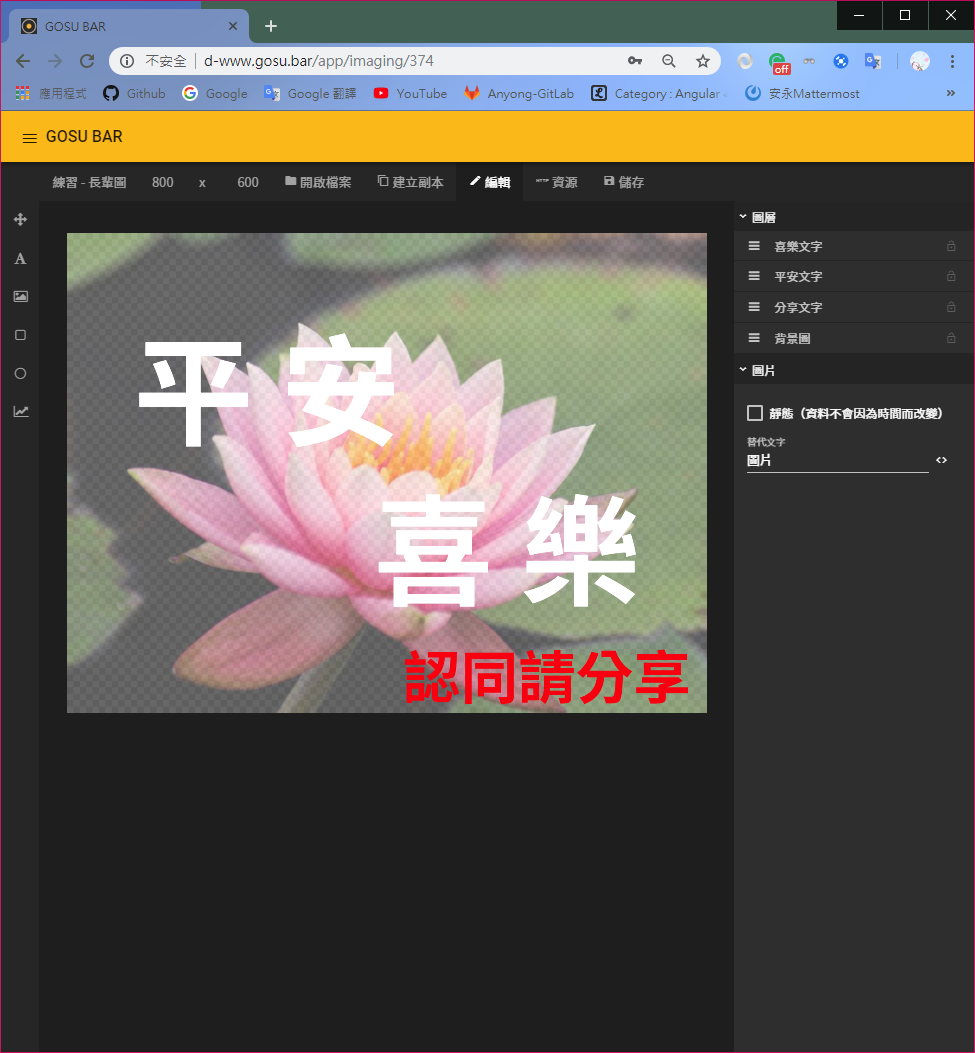 GOSU BAR
不安全 d-www.gosu.bar/app/imaging/374
off
應用程式 Github Google Google 翻譯 YouTube Anyong-GitLab Category : Angular 安永Mattermost
GOSU BAR
練習 - 長輩圖 800 x 600 開啟檔案 建立副本 編輯 HTTP 資源 儲存
圖層
喜樂文字
平安文字
分享文字
背景圖
圖片
靜態（資料不會因為時間而改變）
替代文字
圖片
平安
喜樂
認同請分享